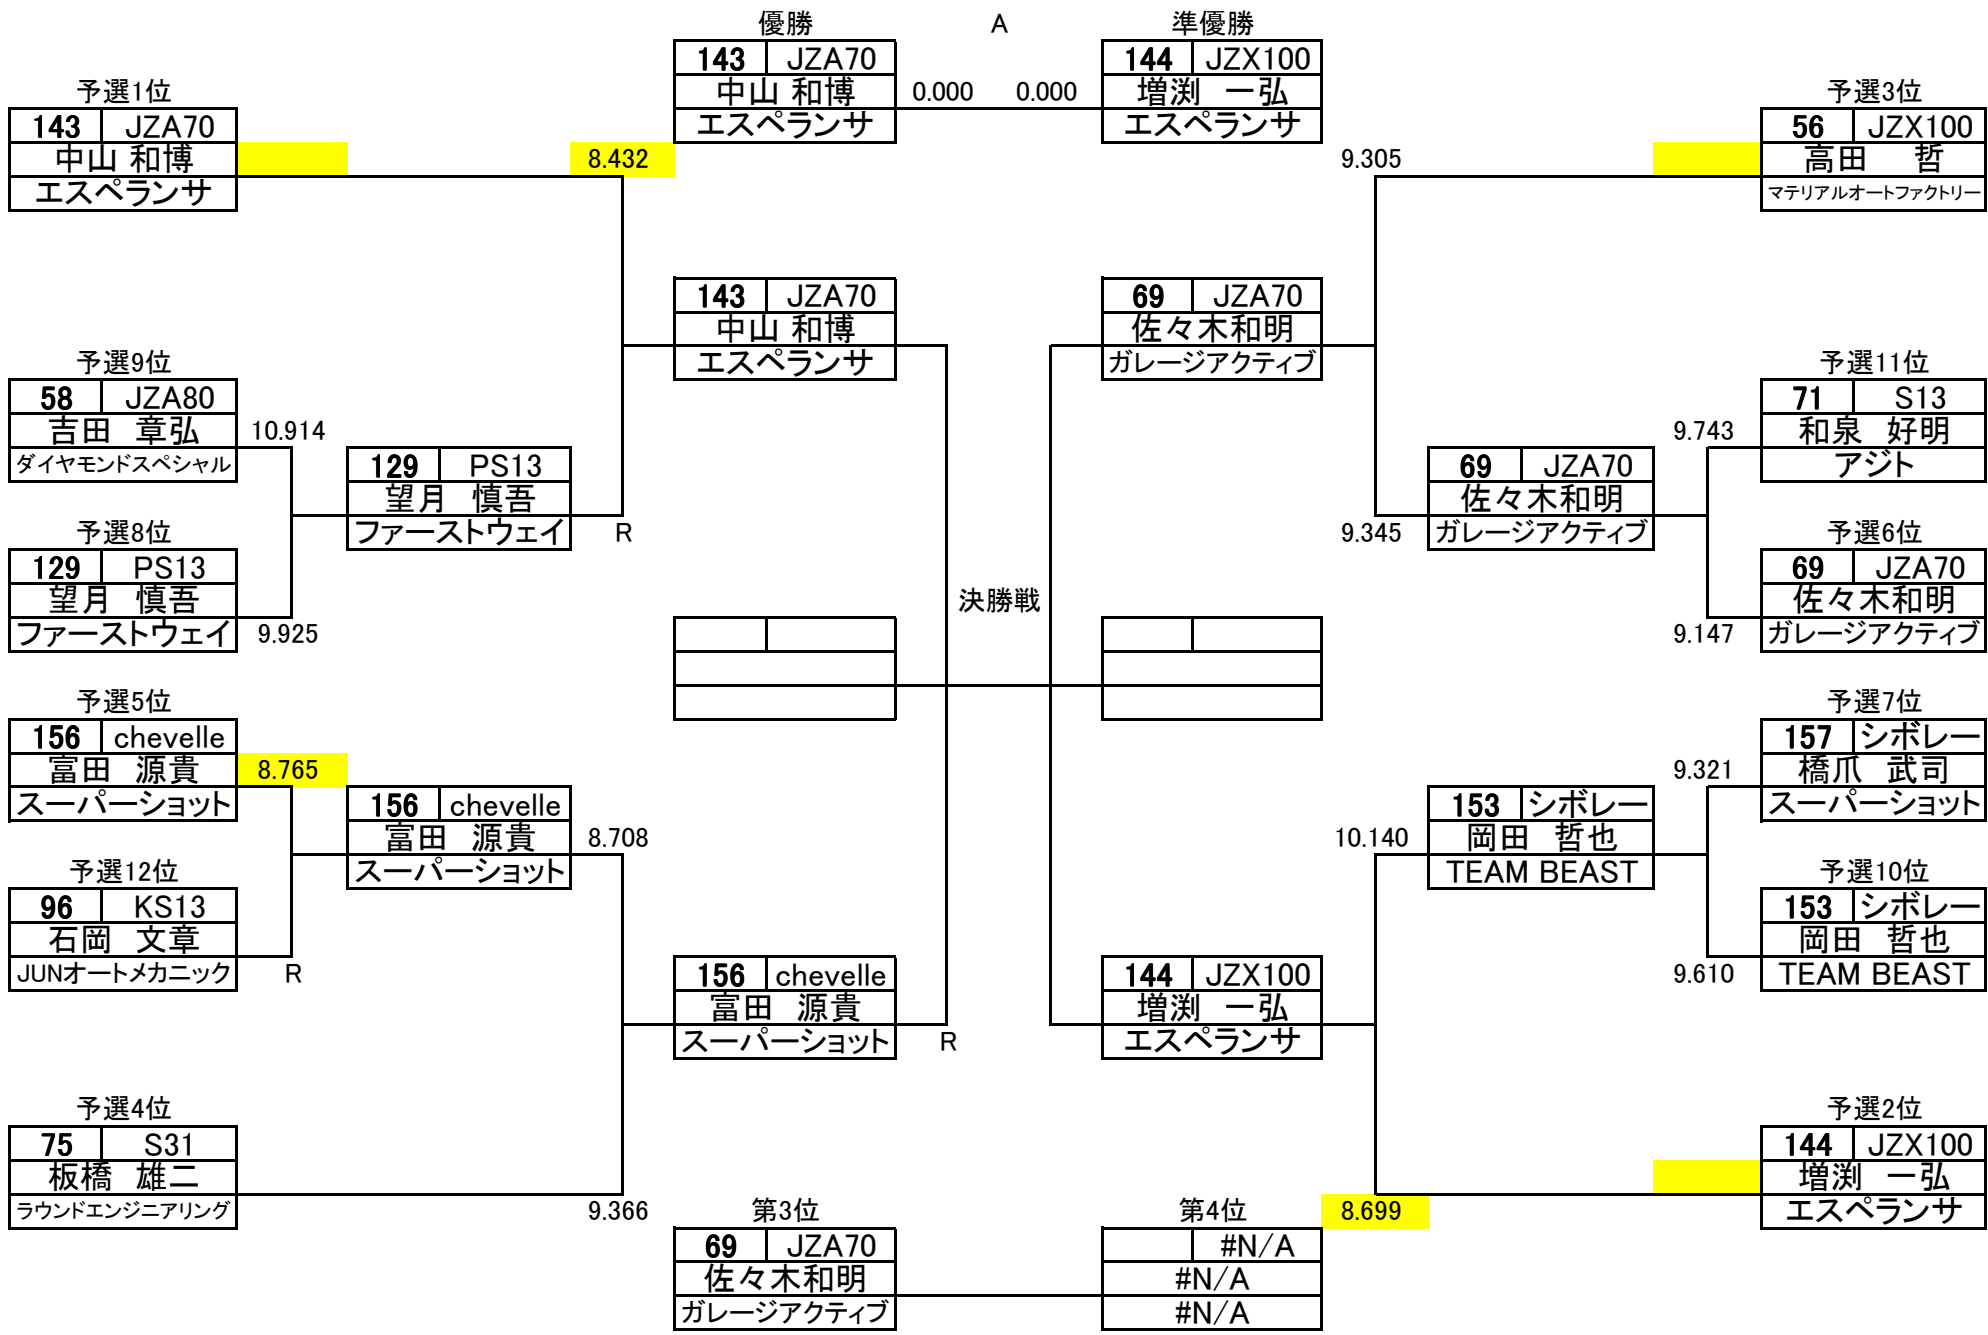 優勝 A 準優勝
143 JZA70
中山 和博
エスペランサ
0.000 0.000
144 JZX100
増渕 一弘
エスペランサ
予選1位
143 JZA70
中山 和博
エスペランサ
8.432
9.305
予選3位
56 JZX100
高田 哲
マテリアルオートファクトリー
143 JZA70
中山 和博
エスペランサ
69 JZA70
佐々木和明
ガレージアクティブ
予選9位
58 JZA80
吉田 章弘
ダイヤモンドスペシャル
10.914
129 PS13
望月 慎吾
ファーストウェイ
R
予選8位
129 PS13
望月 慎吾
ファーストウェイ
9.925
予選11位
71 S13
和泉 好明
アジト
9.743
69 JZA70
佐々木和明
ガレージアクティブ
9.345
予選6位
69 JZA70
佐々木和明
ガレージアクティブ
9.147
決勝戦
予選5位
156 chevelle
富田 源貴
スーパーショット
8.765
156 chevelle
富田 源貴
スーパーショット
8.708
予選12位
96 KS13
石岡 文章
JUNオートメカニック
R
予選7位
157 シボレー
橋爪 武司
スーパーショット
9.321
153 シボレー
岡田 哲也
TEAM BEAST
10.140
予選10位
153 シボレー
岡田 哲也
TEAM BEAST
9.610
156 chevelle
富田 源貴
スーパーショット
R
144 JZX100
増渕 一弘
エスペランサ
予選4位
75 S31
板橋 雄二
ラウンドエンジニアリング
9.366
予選2位
144 JZX100
増渕 一弘
エスペランサ
8.699
第3位
69 JZA70
佐々木和明
ガレージアクティブ
第4位
#N/A
#N/A
#N/A